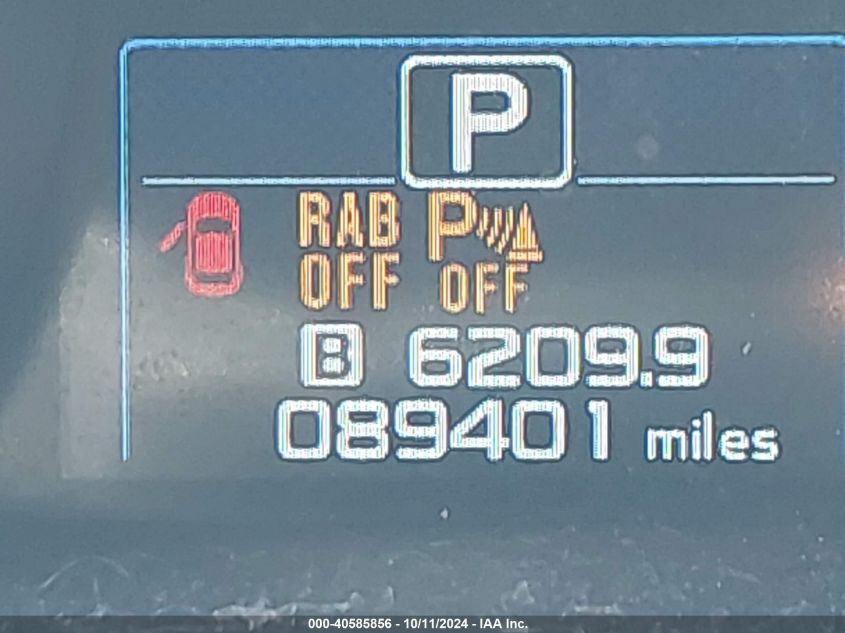 P
RAB P
OFF OFF
B 6209.9
089401 miles
000-40585856 - 10/11/2024 - IAA Inc.